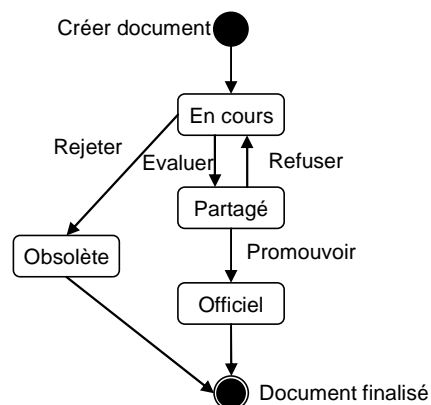 Créer document
En cours
Rejeter
Evaluer
Refuser
Partagé
Obsolète
Promouvoir
Officiel
Document finalisé